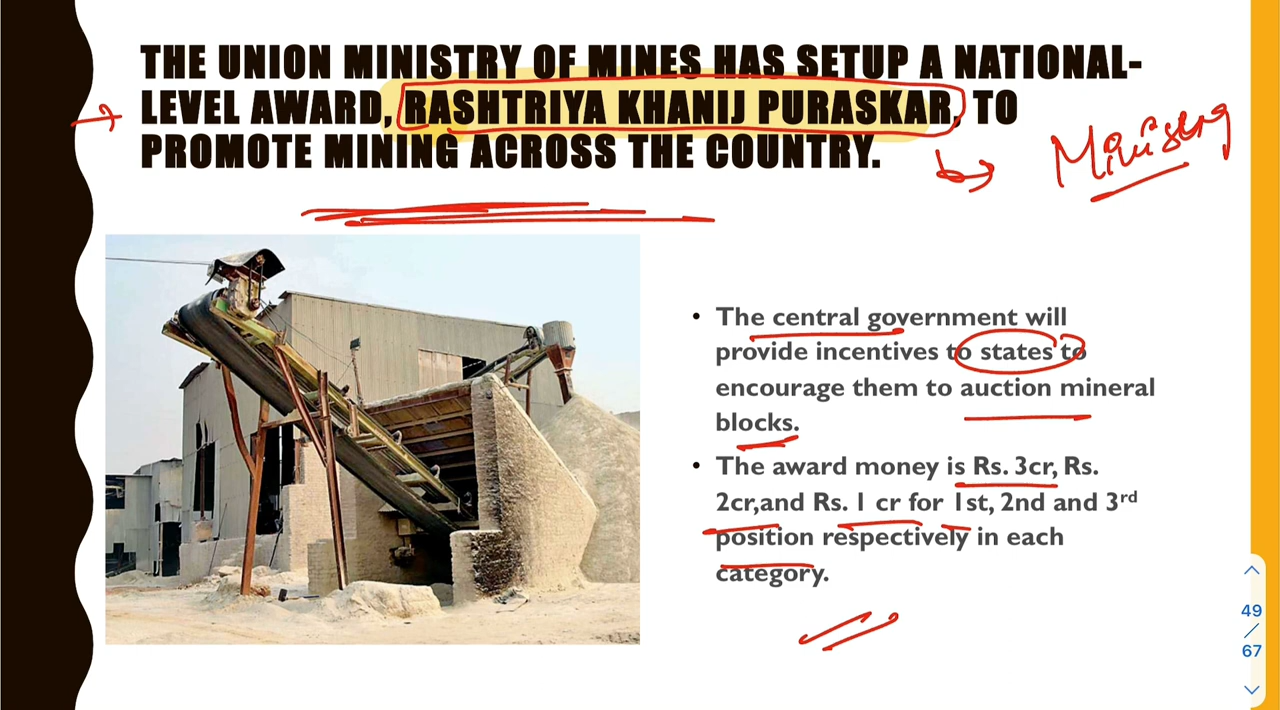 THE UNION MINISTRY OF MINES HAS SETUP A NATIONAL-
LEVEL AWARD, RASHTRIYA KHANIJ PURASKAR, TO
PROMOTE MINING ACROSS THE COUNTRY.
Ministry
• The central government will
provide incentives to states to
encourage them to auction mineral
blocks.
• The award money is Rs. 3cr, Rs.
2cr,and Rs. 1 cr for 1st, 2nd and 3rd
position respectively in each
category.
49
/
67